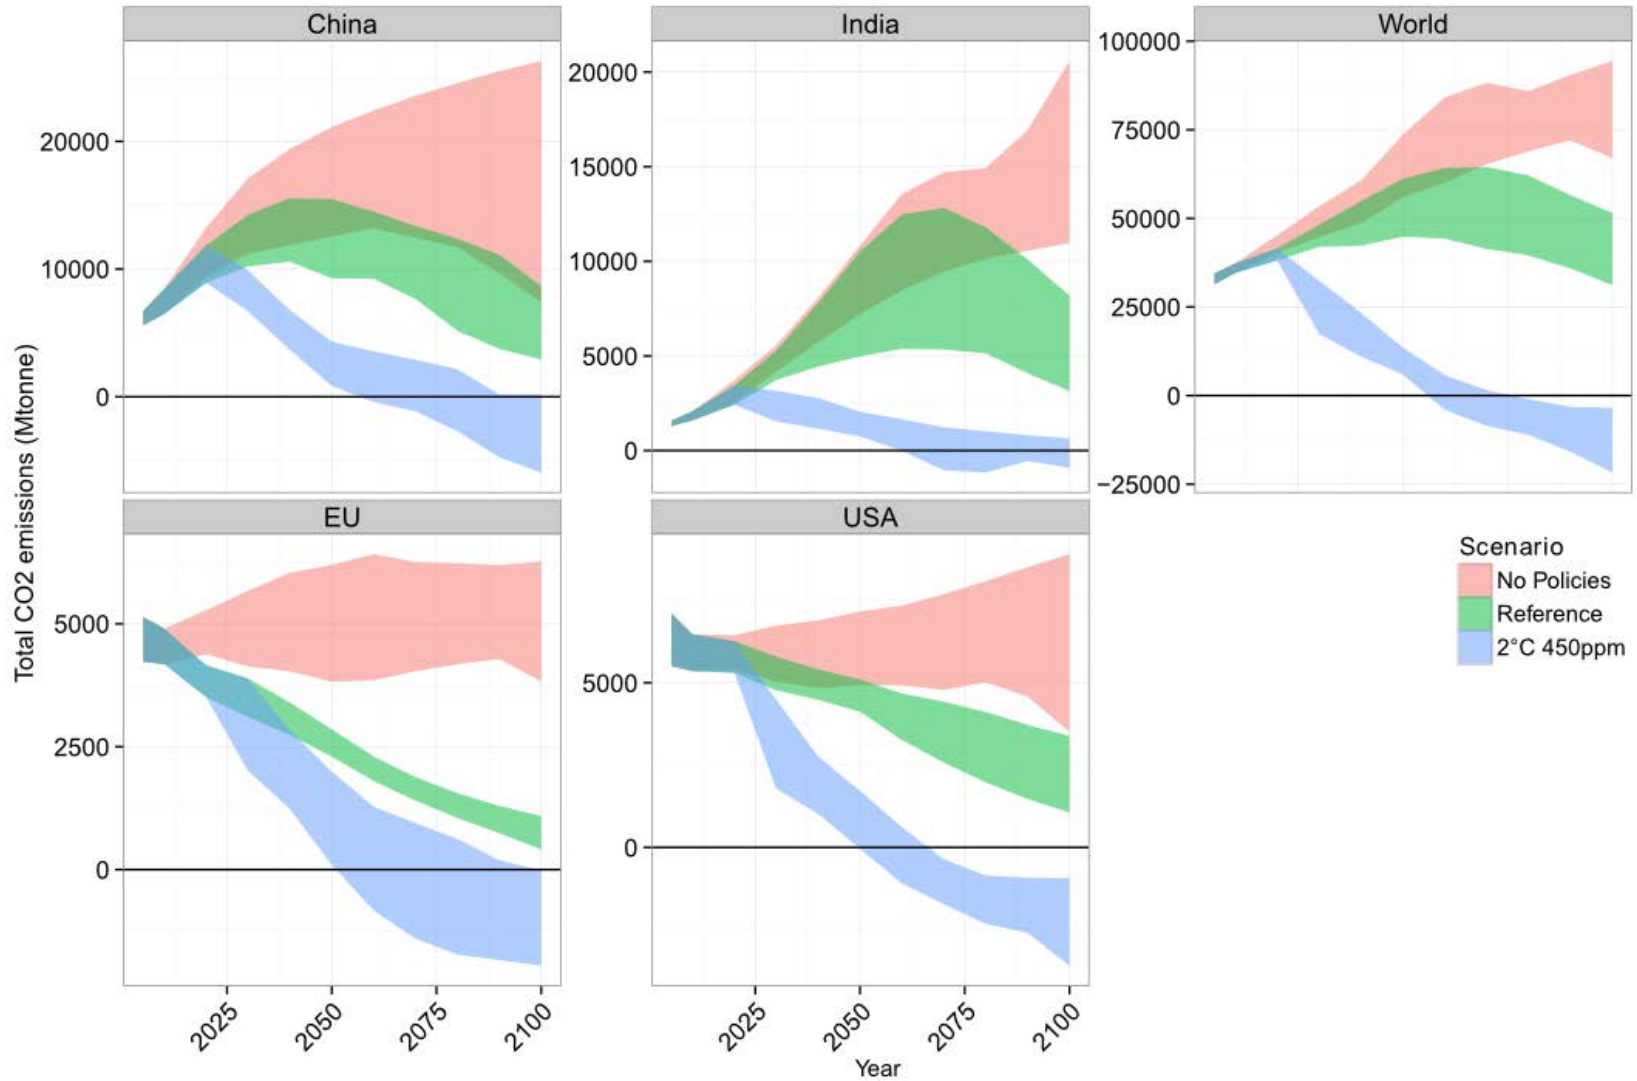 China
India
World
20000
10000
0
20000
15000
10000
5000
0
100000
75000
50000
25000
0
−25000
Total CO2 emissions (Mtonne)
EU
USA
5000
2500
0
5000
0
Scenario
No Policies
Reference
2°C 450ppm
2025
2050
2075
2100
2025
2050
2075
2100
Year